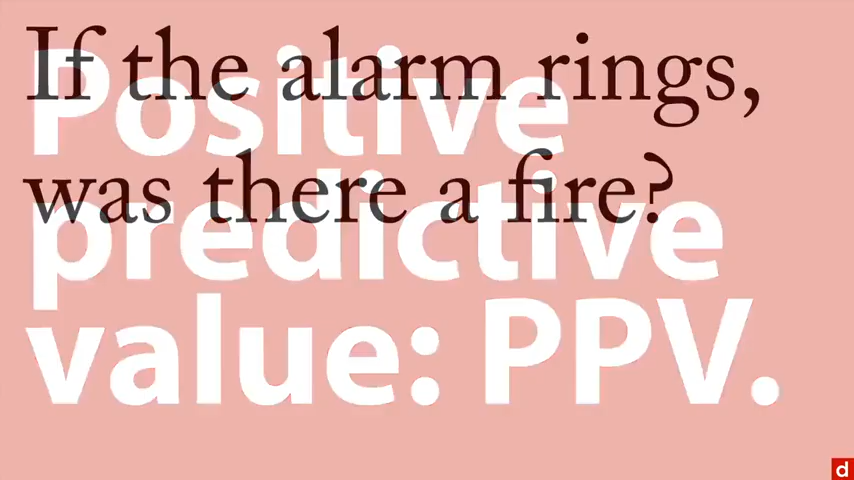 If the alarm rings,
was there a fire?
Positive
predictive
value: PPV.
d